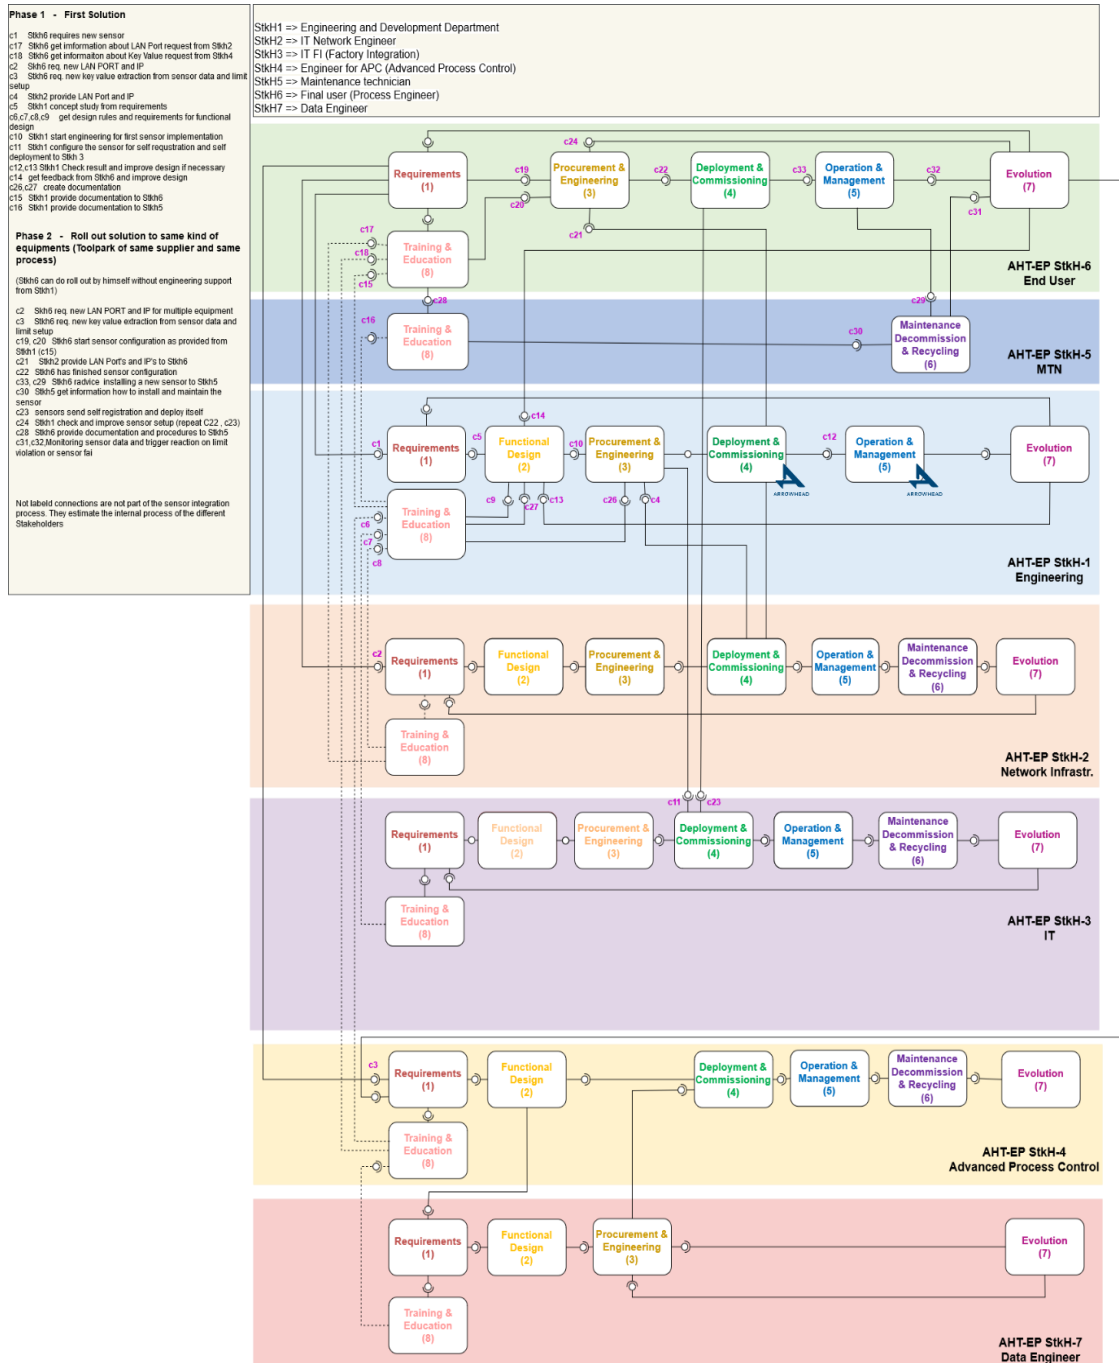 Phase 1 - First Solution
c1 Stkh6 requires new sensor
c17 Stkh6 get information about LAN Port request from Stkh2
c18 Stkh6 get informaiton about Key Value request from Stkh4
c2 Skh6 req. new LAN PORT and IP
c3 Stkh6 req. new key value extraction from sensor data and limit
setup
c4 Stkh2 provide LAN Port and IP
c5 Stkh1 concept study from requirements
c6,c7,c8,c9 get design rules and requirements for functional
design
c10 Stkh1 start engineering for first sensor implementation
c11 Stkh1 configure the sensor for self requstration and self
deployment to Stkh 3
c12,c13 Stkh1 Check result and improve design if necessary
c14 get feedback from Stkh6 and improve design
c26,c27 create documentation
c15 Stkh1 provide documentation to Stkh6
c16 Stkh1 provide documentation to Stkh5
Phase 2 - Roll out solution to same kind of
equipments (Toolpark of same supplier and same
process)
(Stkh6 can do roll out by himself without engineering support
from Stkh1)
c2 Skh6 req. new LAN PORT and IP for multiple equipment
c3 Stkh6 req. new key value extraction from sensor data and
limit setup
c19, c20 Stkh6 start sensor configuration as provided from
Stkh1 (c15)
c21 Stkh2 provide LAN Port's and IP's to Stkh6
c22 Stkh6 has finished sensor configuration
c33, c29 Stkh6 radvice installing a new sensor to Stkh5
c30 Stkh5 get information how to install and maintain the
sensor
c23 sensors send self registration and deploy itself
c24 Stkh1 check and improve sensor setup (repeat C22 , c23)
c28 Stkh6 provide documentation and procedures to Stkh5
c31,c32,Monitoring sensor data and trigger reaction on limit
violation or sensor fai
Not labeld connections are not part of the sensor integration
process. They estimate the internal process of the different
Stakeholders
StkH1 => Engineering and Development Department
StKH2 => IT Network Engineer
StKH3 => IT FI (Factory Integration)
StkH4 => Engineer for APC (Advanced Process Control)
StkH5 => Maintenance technician
StkH6 => Final user (Process Engineer)
StkH7 => Data Engineer
c24
Requirements
(1)
c19
c20
Procurement &
Engineering
(3)
c22
Deployment &
Commissioning
(4)
c33
Operation &
Management
(5)
c32
Evolution
(7)
c31
c21
c17
c18
c15
Training &
Education
(8)
AHT-EP StkH-6
End User
c28
c29
c16
Training &
Education
(8)
c30
Maintenance
Decommission
& Recycling
(6)
AHT-EP StkH-5
MTN
c14
c1
Requirements
(1)
c5
Functional
Design
(2)
c10
Procurement &
Engineering
(3)
Deployment &
Commissioning
(4)
ARROWHEAD
c12
Operation &
Management
(5)
ARROWHEAD
Evolution
(7)
c9
c27
c13
c26
c4
c6
c7
c8
Training &
Education
(8)
AHT-EP StkH-1
Engineering
c2
Requirements
(1)
Functional
Design
(2)
Procurement &
Engineering
(3)
Deployment &
Commissioning
(4)
Operation &
Management
(5)
Maintenance
Decommission
& Recycling
(6)
Evolution
(7)
Training &
Education
(8)
AHT-EP StkH-2
Network Infrastr.
c11
c23
Requirements
(1)
Functional
Design
(2)
Procurement &
Engineering
(3)
Deployment &
Commissioning
(4)
Operation &
Management
(5)
Maintenance
Decommission
& Recycling
(6)
Evolution
(7)
Training &
Education
(8)
AHT-EP StkH-3
IT
c3
Requirements
(1)
Functional
Design
(2)
Deployment &
Commissioning
(4)
Operation &
Management
(5)
Maintenance
Decommission
& Recycling
(6)
Evolution
(7)
Training &
Education
(8)
AHT-EP StkH-4
Advanced Process Control
Requirements
(1)
Functional
Design
(2)
Procurement &
Engineering
(3)
Evolution
(7)
Training &
Education
(8)
AHT-EP StkH-7
Data Engineer